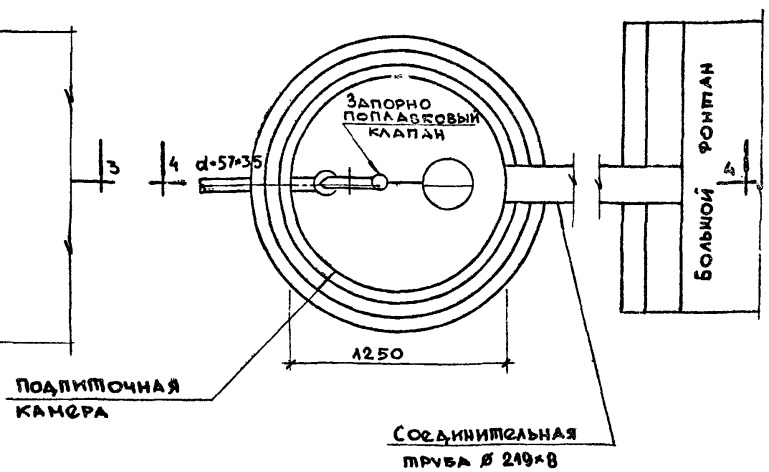 Запорно
поплавковый
клапан
3
4
d=57×3,5
4
Большой фонтан
1250
Подпиточная
камера
Соединительная
труба Ø 219×8